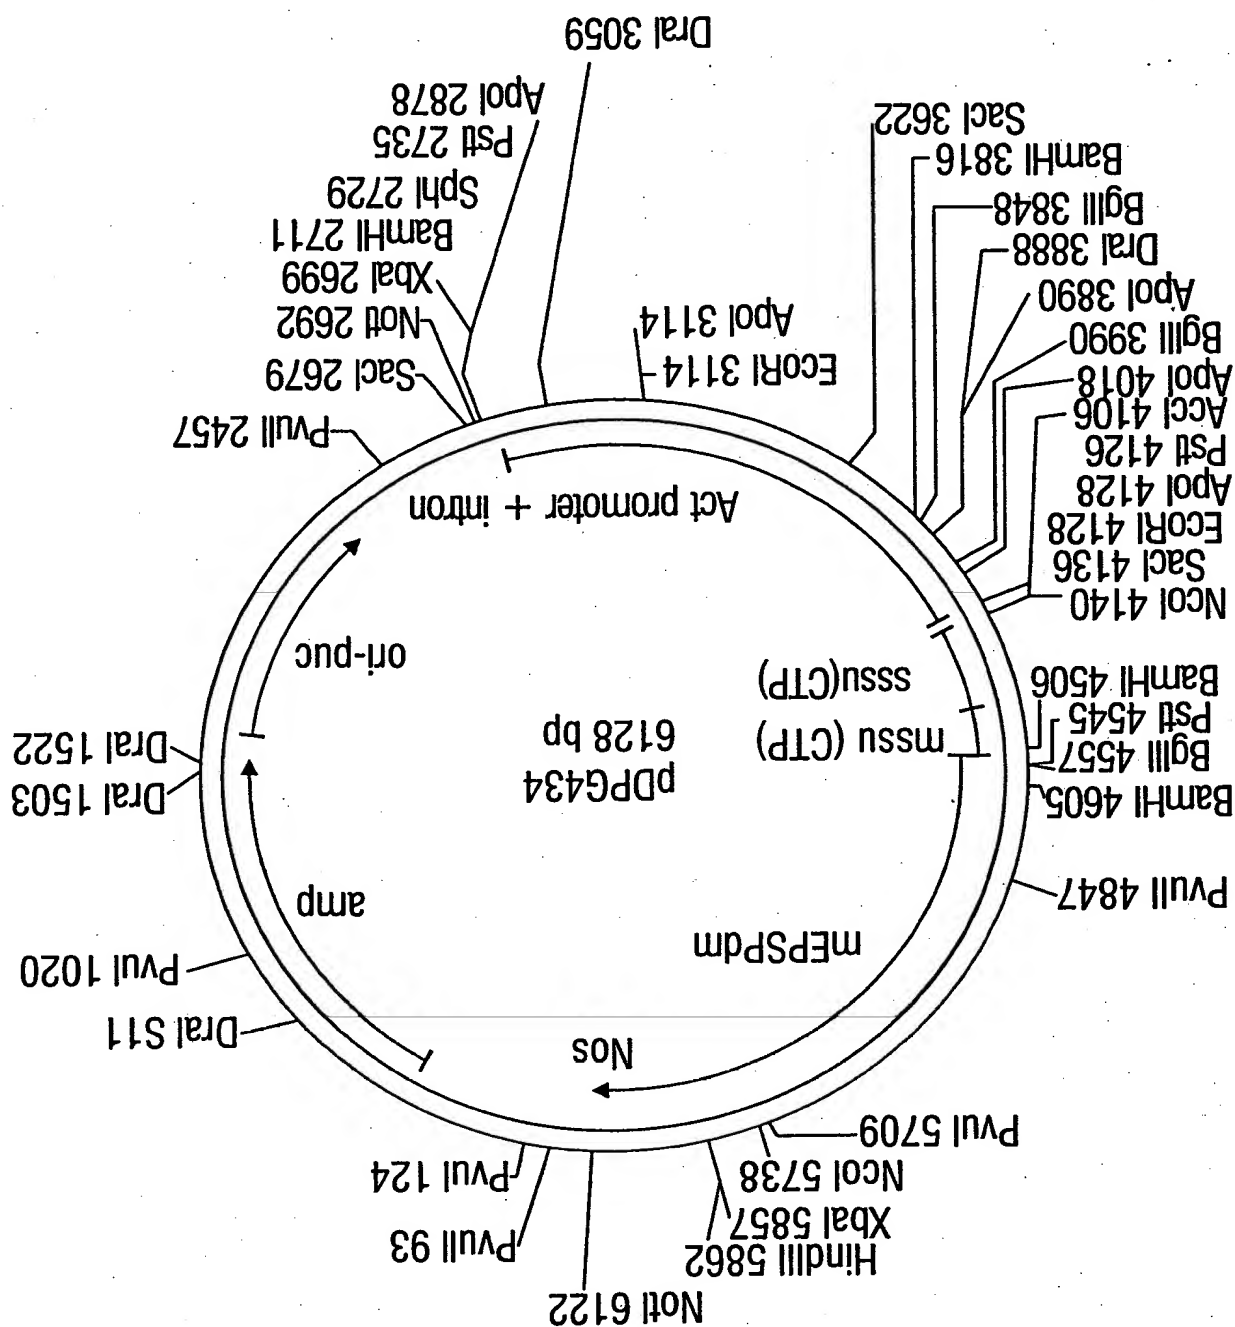 NotI 6122
HindIII 5862
XbaI 5857
NcoI 5738
PvuI 5709
PvuII 93
PvuI 124
Nos
DraI S11
PvuI 1020
mEPSPdm
amp
PvuII 4847
BamHI 4605
BglII 4557
PstI 4545
BamHI 4506
DraI 1503
DraI 1522
pDPG434
6128 bp
mssu (CTP)
sssu(CTP)
ori-puc
NcoI 4140
SacI 4136
EcoRI 4128
ApoI 4128
PstI 4126
AccI 4106
ApoI 4018
BglII 3990
ApoI 3890
DraI 3888
BglII 3848
BamHI 3816
SacI 3622
Act promoter + intron
PvuII 2457
EcoRI 3114
ApoI 3114
SacI 2679
NotI 2692
XbaI 2699
BamHI 2711
SphI 2729
PstI 2735
ApoI 2878
DraI 3059